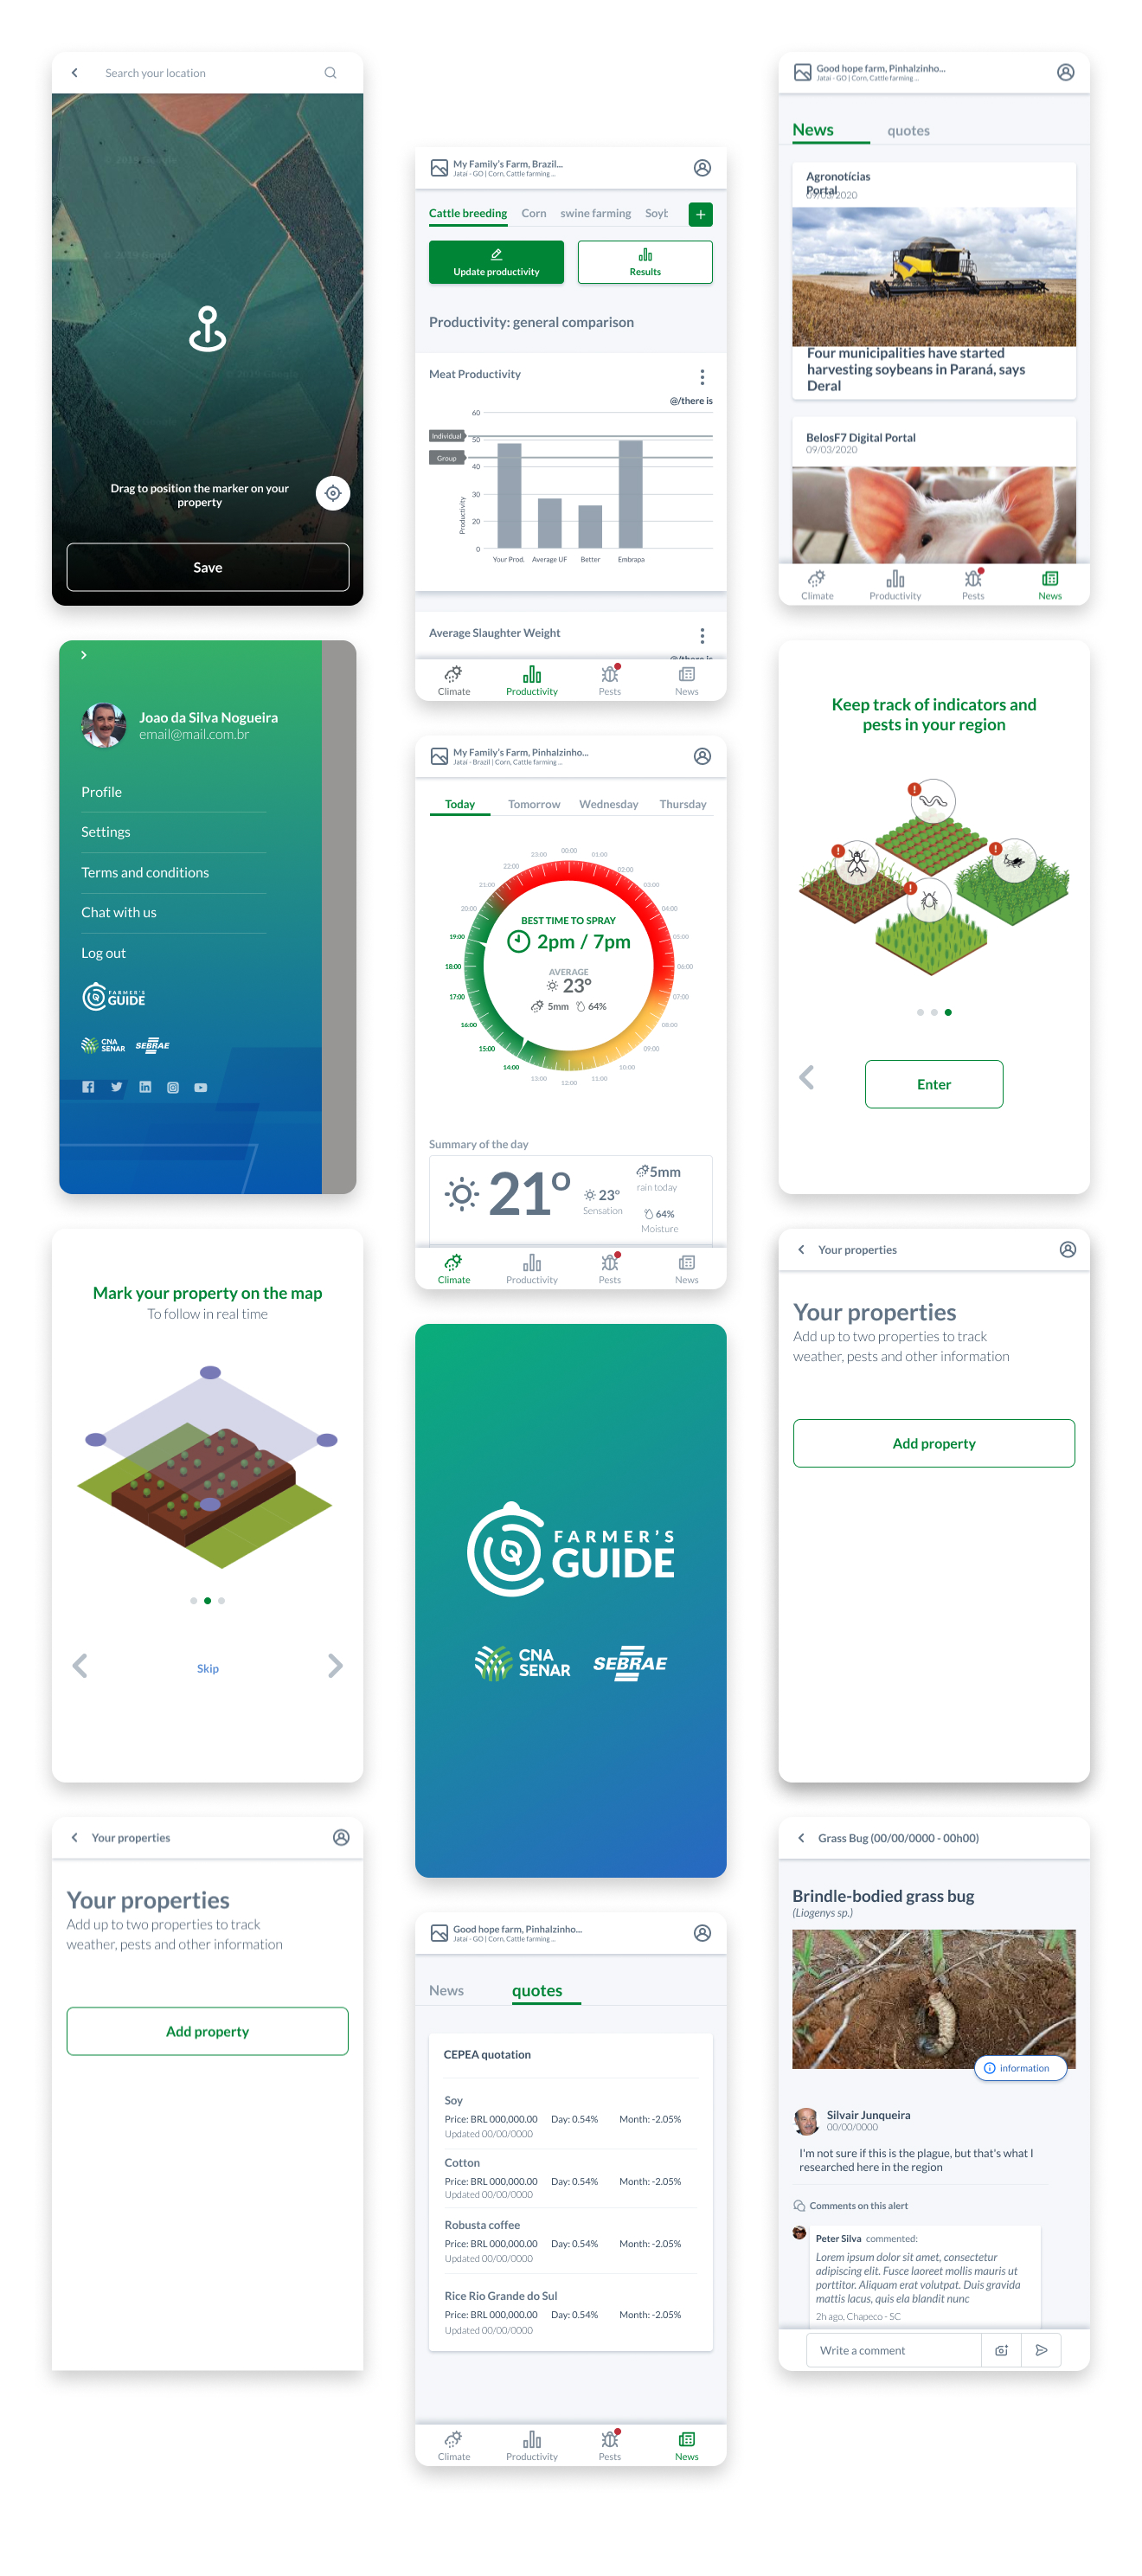 Search your location
© 2019 Google
© 2019 Google
© 2019 Google
Drag to position the marker on your
property
Save
Joao da Silva Nogueira
email@mail.com.br
Profile
Settings
Terms and conditions
Chat with us
Log out
FARMER'S
GUIDE
CNA
SENAR
SEBRAE
Mark your property on the map
To follow in real time
Skip
Your properties
Your properties
Add up to two properties to track
weather, pests and other information
Add property
My Family's Farm, Brazil...
Jataí - GO | Corn, Cattle farming ...
Cattle breeding Corn swine farming Soyb
Update productivity Results
Productivity: general comparison
Meat Productivity
@/there is
60
Individual
50
Group
40
30
20
0
Productivity
Your Prod. Average UF Better Embrapa
Average Slaughter Weight
@/there is
Climate Productivity Pests News
My Family's Farm, Pinhalzinho...
Jataí - Brazil | Corn, Cattle farming ...
Today Tomorrow Wednesday Thursday
00:00
01:00
02:00
03:00
04:00
05:00
06:00
07:00
08:00
09:00
10:00
11:00
12:00
13:00
14:00
15:00
16:00
17:00
18:00
19:00
20:00
21:00
22:00
23:00
BEST TIME TO SPRAY
2pm / 7pm
AVERAGE
23°
5mm 64%
Summary of the day
21°
23°
Sensation
5mm
rain today
64%
Moisture
Climate Productivity Pests News
FARMER'S
GUIDE
CNA
SENAR
SEBRAE
Good hope farm, Pinhalzinho...
Jataí - GO | Corn, Cattle farming ...
News quotes
CEPEA quotation
Soy
Price: BRL 000,000.00 Day: 0.54% Month: -2.05%
Updated 00/00/0000
Cotton
Price: BRL 000,000.00 Day: 0.54% Month: -2.05%
Updated 00/00/0000
Robusta coffee
Price: BRL 000,000.00 Day: 0.54% Month: -2.05%
Updated 00/00/0000
Rice Rio Grande do Sul
Price: BRL 000,000.00 Day: 0.54% Month: -2.05%
Updated 00/00/0000
Climate Productivity Pests News
Good hope farm, Pinhalzinho...
Jataí - GO | Corn, Cattle farming ...
News quotes
Agronotícias
Portal
09/03/2020
Four municipalities have started
harvesting soybeans in Paraná, says
Deral
BelosF7 Digital Portal
09/03/2020
Climate Productivity Pests News
Keep track of indicators and
pests in your region
Enter
Your properties
Your properties
Add up to two properties to track
weather, pests and other information
Add property
Grass Bug (00/00/0000 - 00h00)
Brindle-bodied grass bug
(Liogenys sp.)
information
Silvair Junqueira
00/00/0000
I'm not sure if this is the plague, but that's what I
researched here in the region
Comments on this alert
Peter Silva commented:
Lorem ipsum dolor sit amet, consectetur
adipiscing elit. Fusce laoreet mollis mauris ut
porttitor. Aliquam erat volutpat. Duis gravida
mattis lacus, quis ela blandit nunc
2h ago, Chapeco - SC
Write a comment